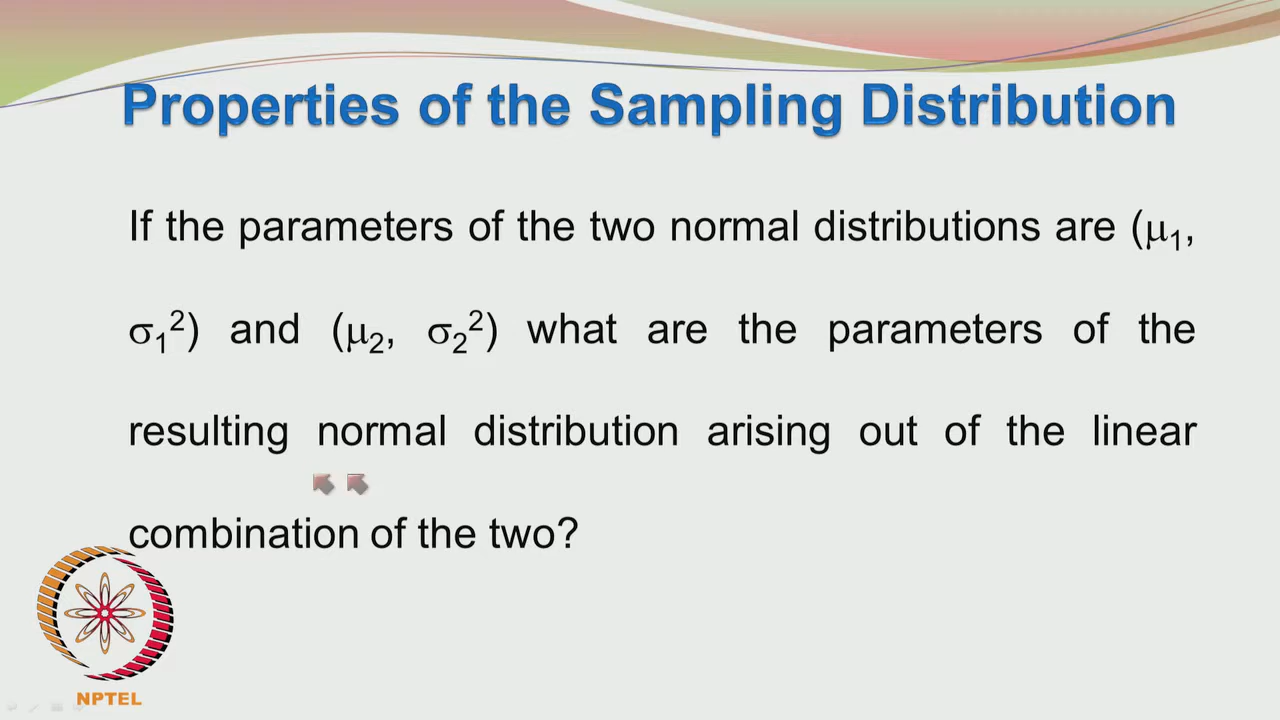 Properties of the Sampling Distribution
If the parameters of the two normal distributions are (μ₁,
σ₁²) and (μ₂, σ₂²) what are the parameters of the
resulting normal distribution arising out of the linear
combination of the two?
NPTEL